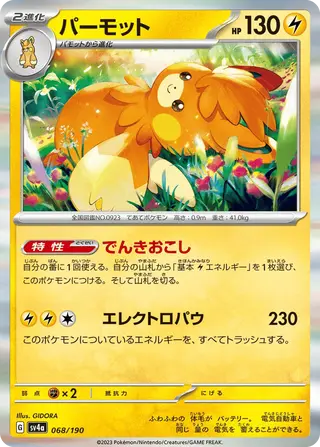 2進化 パーモット HP 130
パモットから進化
全国図鑑NO.0923 てあてポケモン 高さ:0.9m 重さ:41.0kg
特性 でんきおこし
自分の番に1回使える。自分の山札から「基本エネルギー」を1枚選び、
このポケモンにつける。そして山札を切る。
エレクトロパウ 230
このポケモンについているエネルギーを、すべてトラッシュする。
弱点 ×2 抵抗力 にげる
Illus. GIDORA
G sv4a 068/190
ふわふわの 体毛が バッテリー。
電気自動車と 同じ 量の
電力を 溜めておくことが できる。
©2023 Pokémon/Nintendo/Creatures/GAME FREAK.